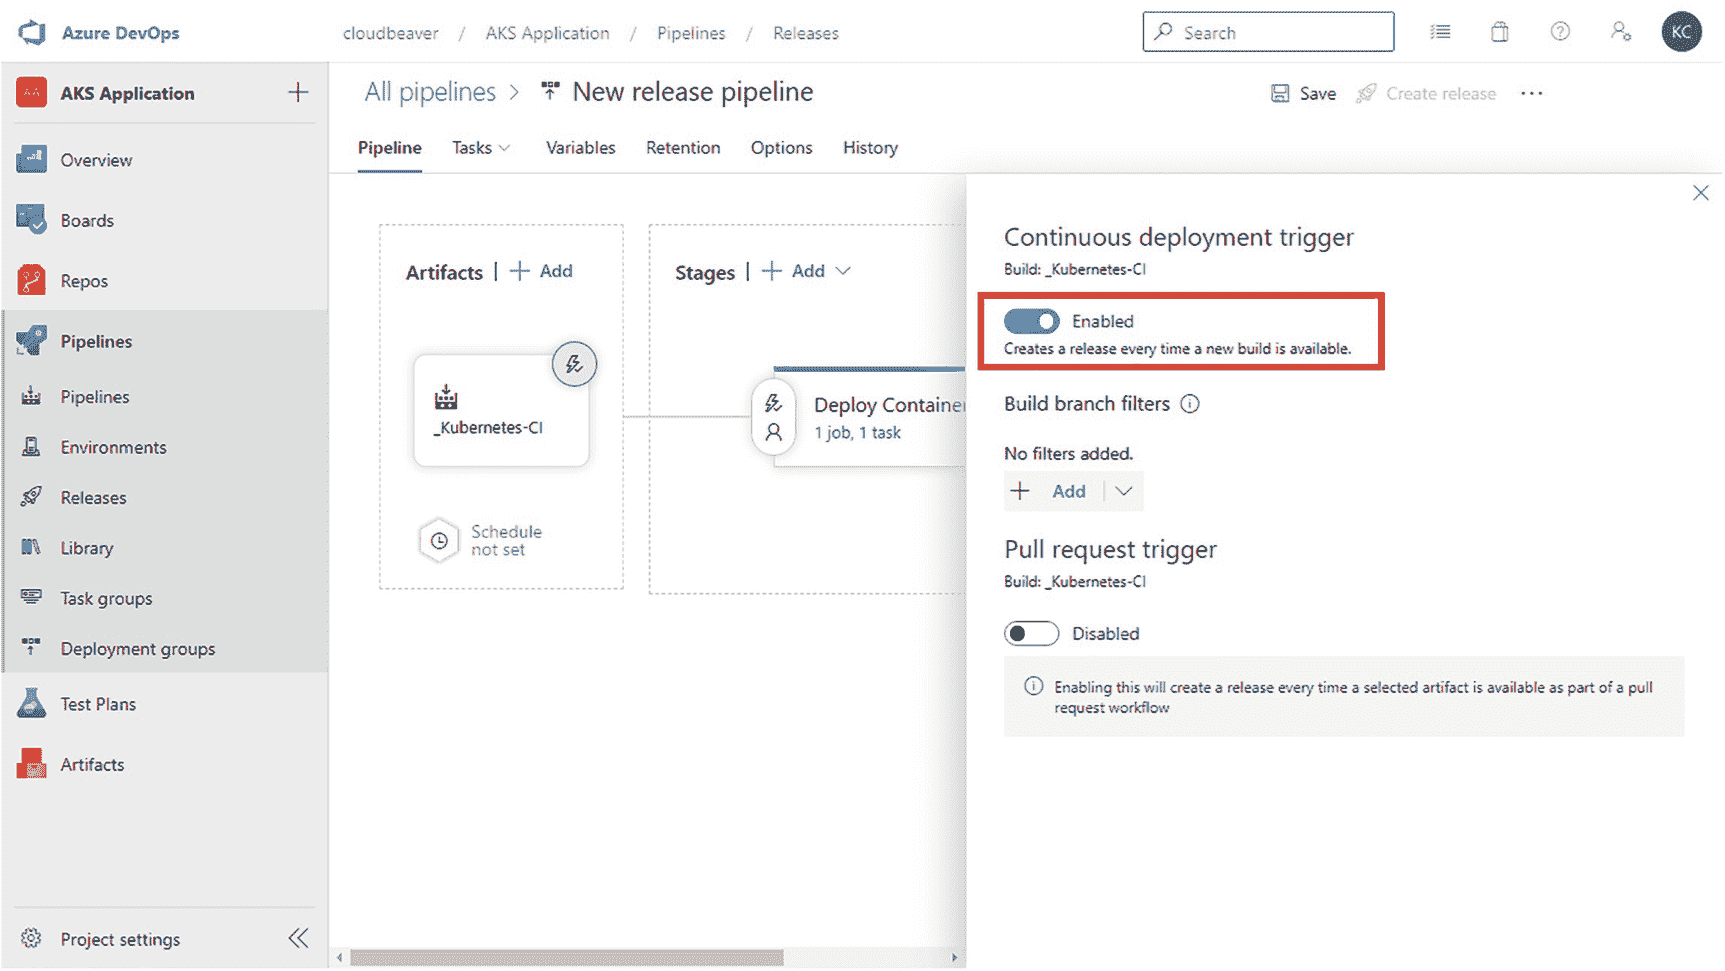 Azure DevOps
cloudbeaver / AKS Application / Pipelines / Releases
Search
KC
AKS Application
Overview
Boards
Repos
Pipelines
Pipelines
Environments
Releases
Library
Task groups
Deployment groups
Test Plans
Artifacts
Project settings
All pipelines > New release pipeline
Save
Create release
Pipeline
Tasks
Variables
Retention
Options
History
Artifacts | + Add
_Kubernetes-CI
Schedule
not set
Stages | + Add
Deploy Container
1 job, 1 task
Continuous deployment trigger
Build: _Kubernetes-CI
Enabled
Creates a release every time a new build is available.
Build branch filters
No filters added.
+ Add
Pull request trigger
Build: _Kubernetes-CI
Disabled
Enabling this will create a release every time a selected artifact is available as part of a pull
request workflow